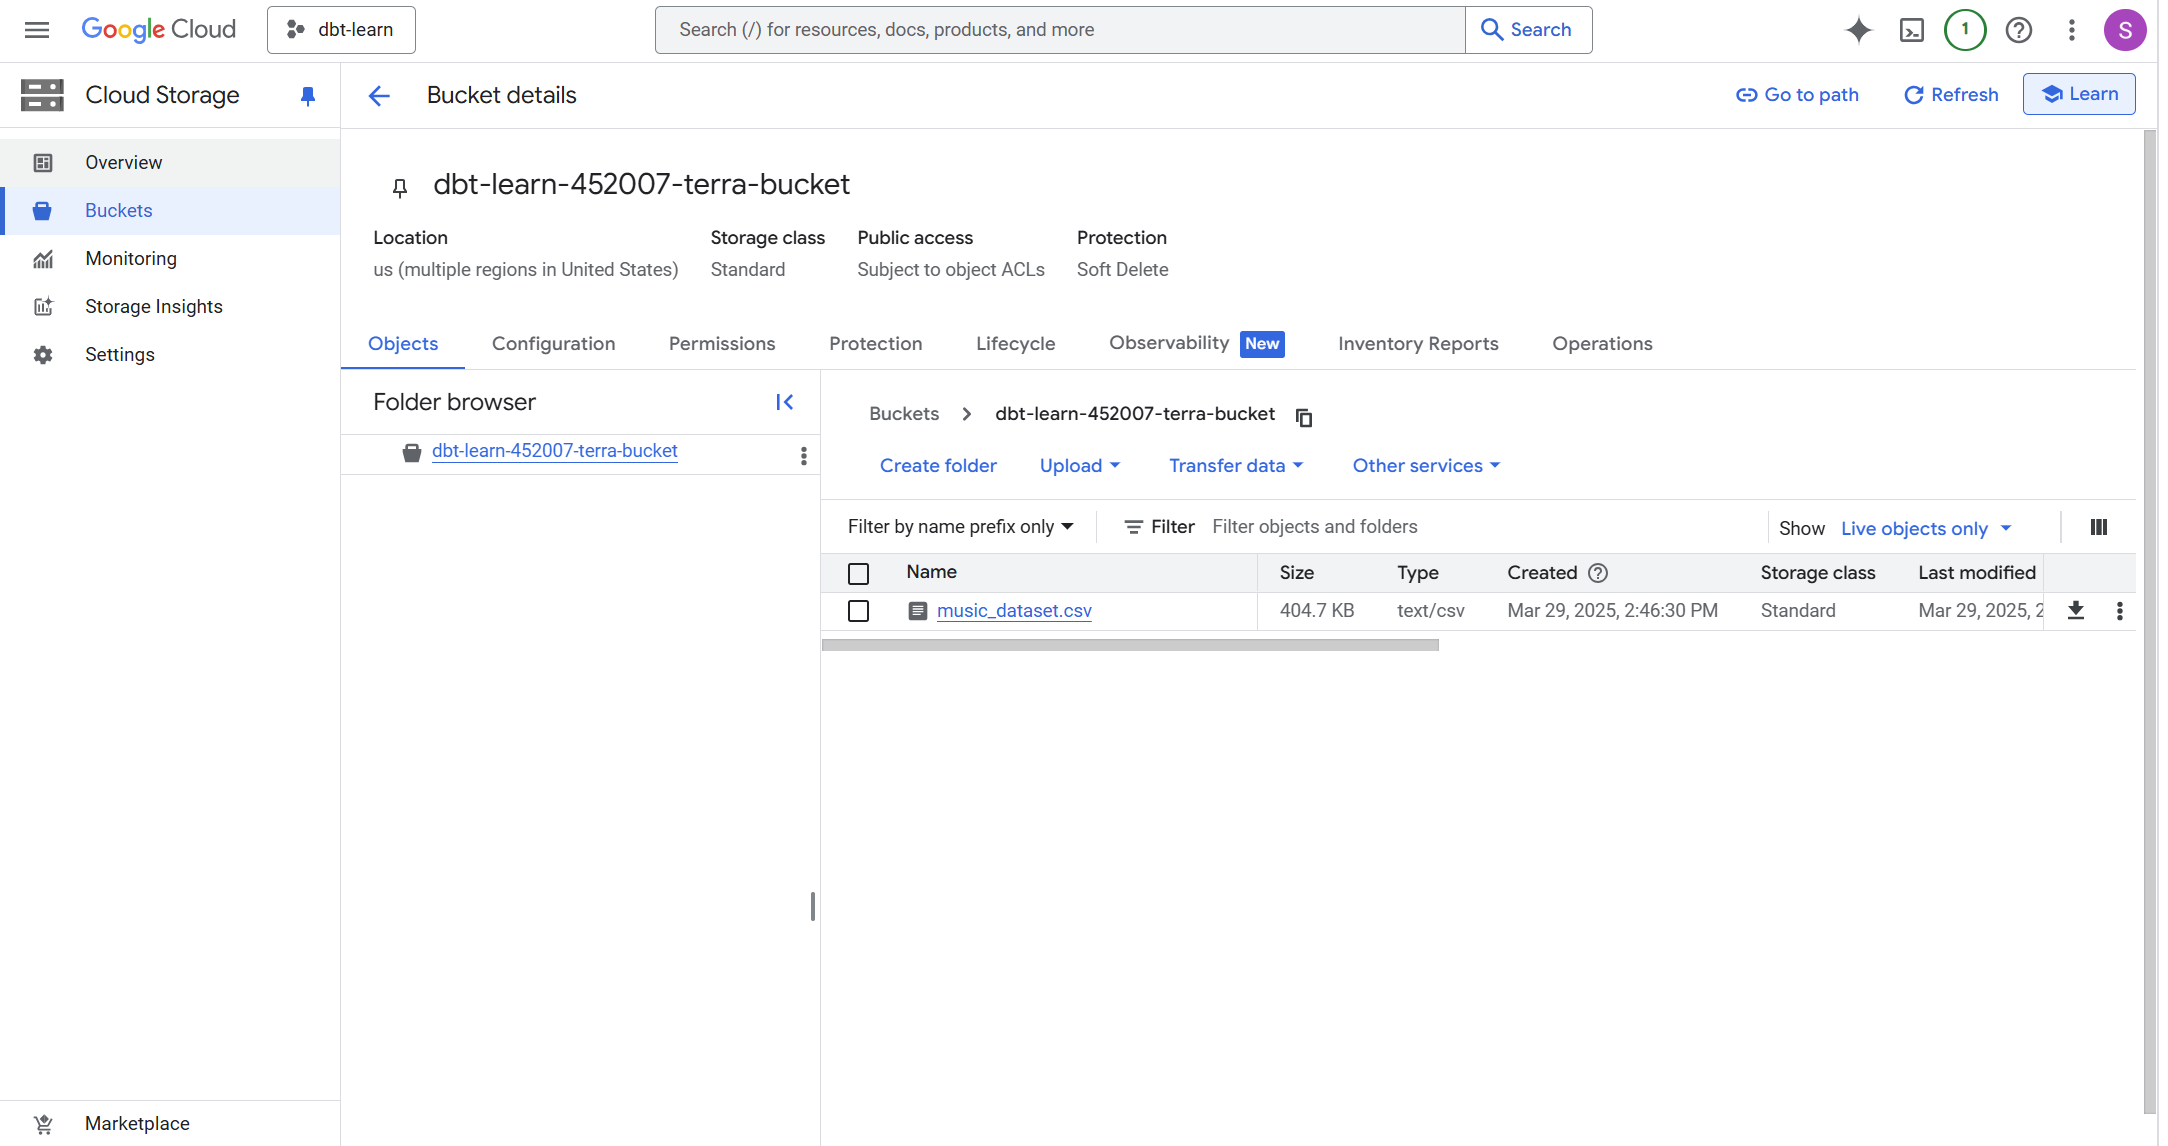 Google Cloud
dbt-learn
Search (/) for resources, docs, products, and more
Search
1
S
Cloud Storage
Bucket details
Go to path
Refresh
Learn
Overview
Buckets
Monitoring
Storage Insights
Settings
Marketplace
dbt-learn-452007-terra-bucket
Location
Storage class
Public access
Protection
us (multiple regions in United States)
Standard
Subject to object ACLs
Soft Delete
Objects
Configuration
Permissions
Protection
Lifecycle
Observability New
Inventory Reports
Operations
Folder browser
dbt-learn-452007-terra-bucket
Buckets
dbt-learn-452007-terra-bucket
Create folder
Upload
Transfer data
Other services
Filter by name prefix only
Filter
Filter objects and folders
Show
Live objects only
Name
Size
Type
Created
Storage class
Last modified
music_dataset.csv
404.7 KB
text/csv
Mar 29, 2025, 2:46:30 PM
Standard
Mar 29, 2025, 2